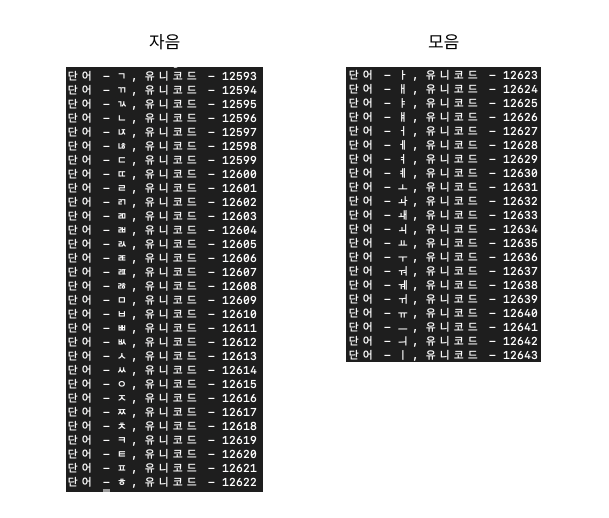 자음
단어 - ㄱ, 유니코드 - 12593
단어 - ㄲ, 유니코드 - 12594
단어 - ㄳ, 유니코드 - 12595
단어 - ㄴ, 유니코드 - 12596
단어 - ㄵ, 유니코드 - 12597
단어 - ㄶ, 유니코드 - 12598
단어 - ㄷ, 유니코드 - 12599
단어 - ㄸ, 유니코드 - 12600
단어 - ㄹ, 유니코드 - 12601
단어 - ㄺ, 유니코드 - 12602
단어 - ㄻ, 유니코드 - 12603
단어 - ㄼ, 유니코드 - 12604
단어 - ㄽ, 유니코드 - 12605
단어 - ㄾ, 유니코드 - 12606
단어 - ㄿ, 유니코드 - 12607
단어 - ㅀ, 유니코드 - 12608
단어 - ㅁ, 유니코드 - 12609
단어 - ㅂ, 유니코드 - 12610
단어 - ㅃ, 유니코드 - 12611
단어 - ㅄ, 유니코드 - 12612
단어 - ㅅ, 유니코드 - 12613
단어 - ㅆ, 유니코드 - 12614
단어 - ㅇ, 유니코드 - 12615
단어 - ㅈ, 유니코드 - 12616
단어 - ㅉ, 유니코드 - 12617
단어 - ㅊ, 유니코드 - 12618
단어 - ㅋ, 유니코드 - 12619
단어 - ㅌ, 유니코드 - 12620
단어 - ㅍ, 유니코드 - 12621
단어 - ㅎ, 유니코드 - 12622
모음
단어 - ㅏ, 유니코드 - 12623
단어 - ㅐ, 유니코드 - 12624
단어 - ㅑ, 유니코드 - 12625
단어 - ㅒ, 유니코드 - 12626
단어 - ㅓ, 유니코드 - 12627
단어 - ㅔ, 유니코드 - 12628
단어 - ㅕ, 유니코드 - 12629
단어 - ㅖ, 유니코드 - 12630
단어 - ㅗ, 유니코드 - 12631
단어 - ㅘ, 유니코드 - 12632
단어 - ㅙ, 유니코드 - 12633
단어 - ㅚ, 유니코드 - 12634
단어 - ㅛ, 유니코드 - 12635
단어 - ㅜ, 유니코드 - 12636
단어 - ㅝ, 유니코드 - 12637
단어 - ㅞ, 유니코드 - 12638
단어 - ㅟ, 유니코드 - 12639
단어 - ㅠ, 유니코드 - 12640
단어 - ㅡ, 유니코드 - 12641
단어 - ㅢ, 유니코드 - 12642
단어 - ㅣ, 유니코드 - 12643